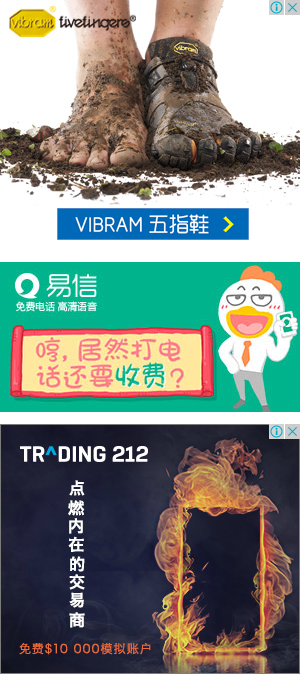 vibram fivefingers®
vibram
VIBRAM 五指鞋
易信
免费电话 高清语音
哼，居然打电
话还要收费？
TRADING 212
点燃内在的交易商
免费$10 000模拟账户